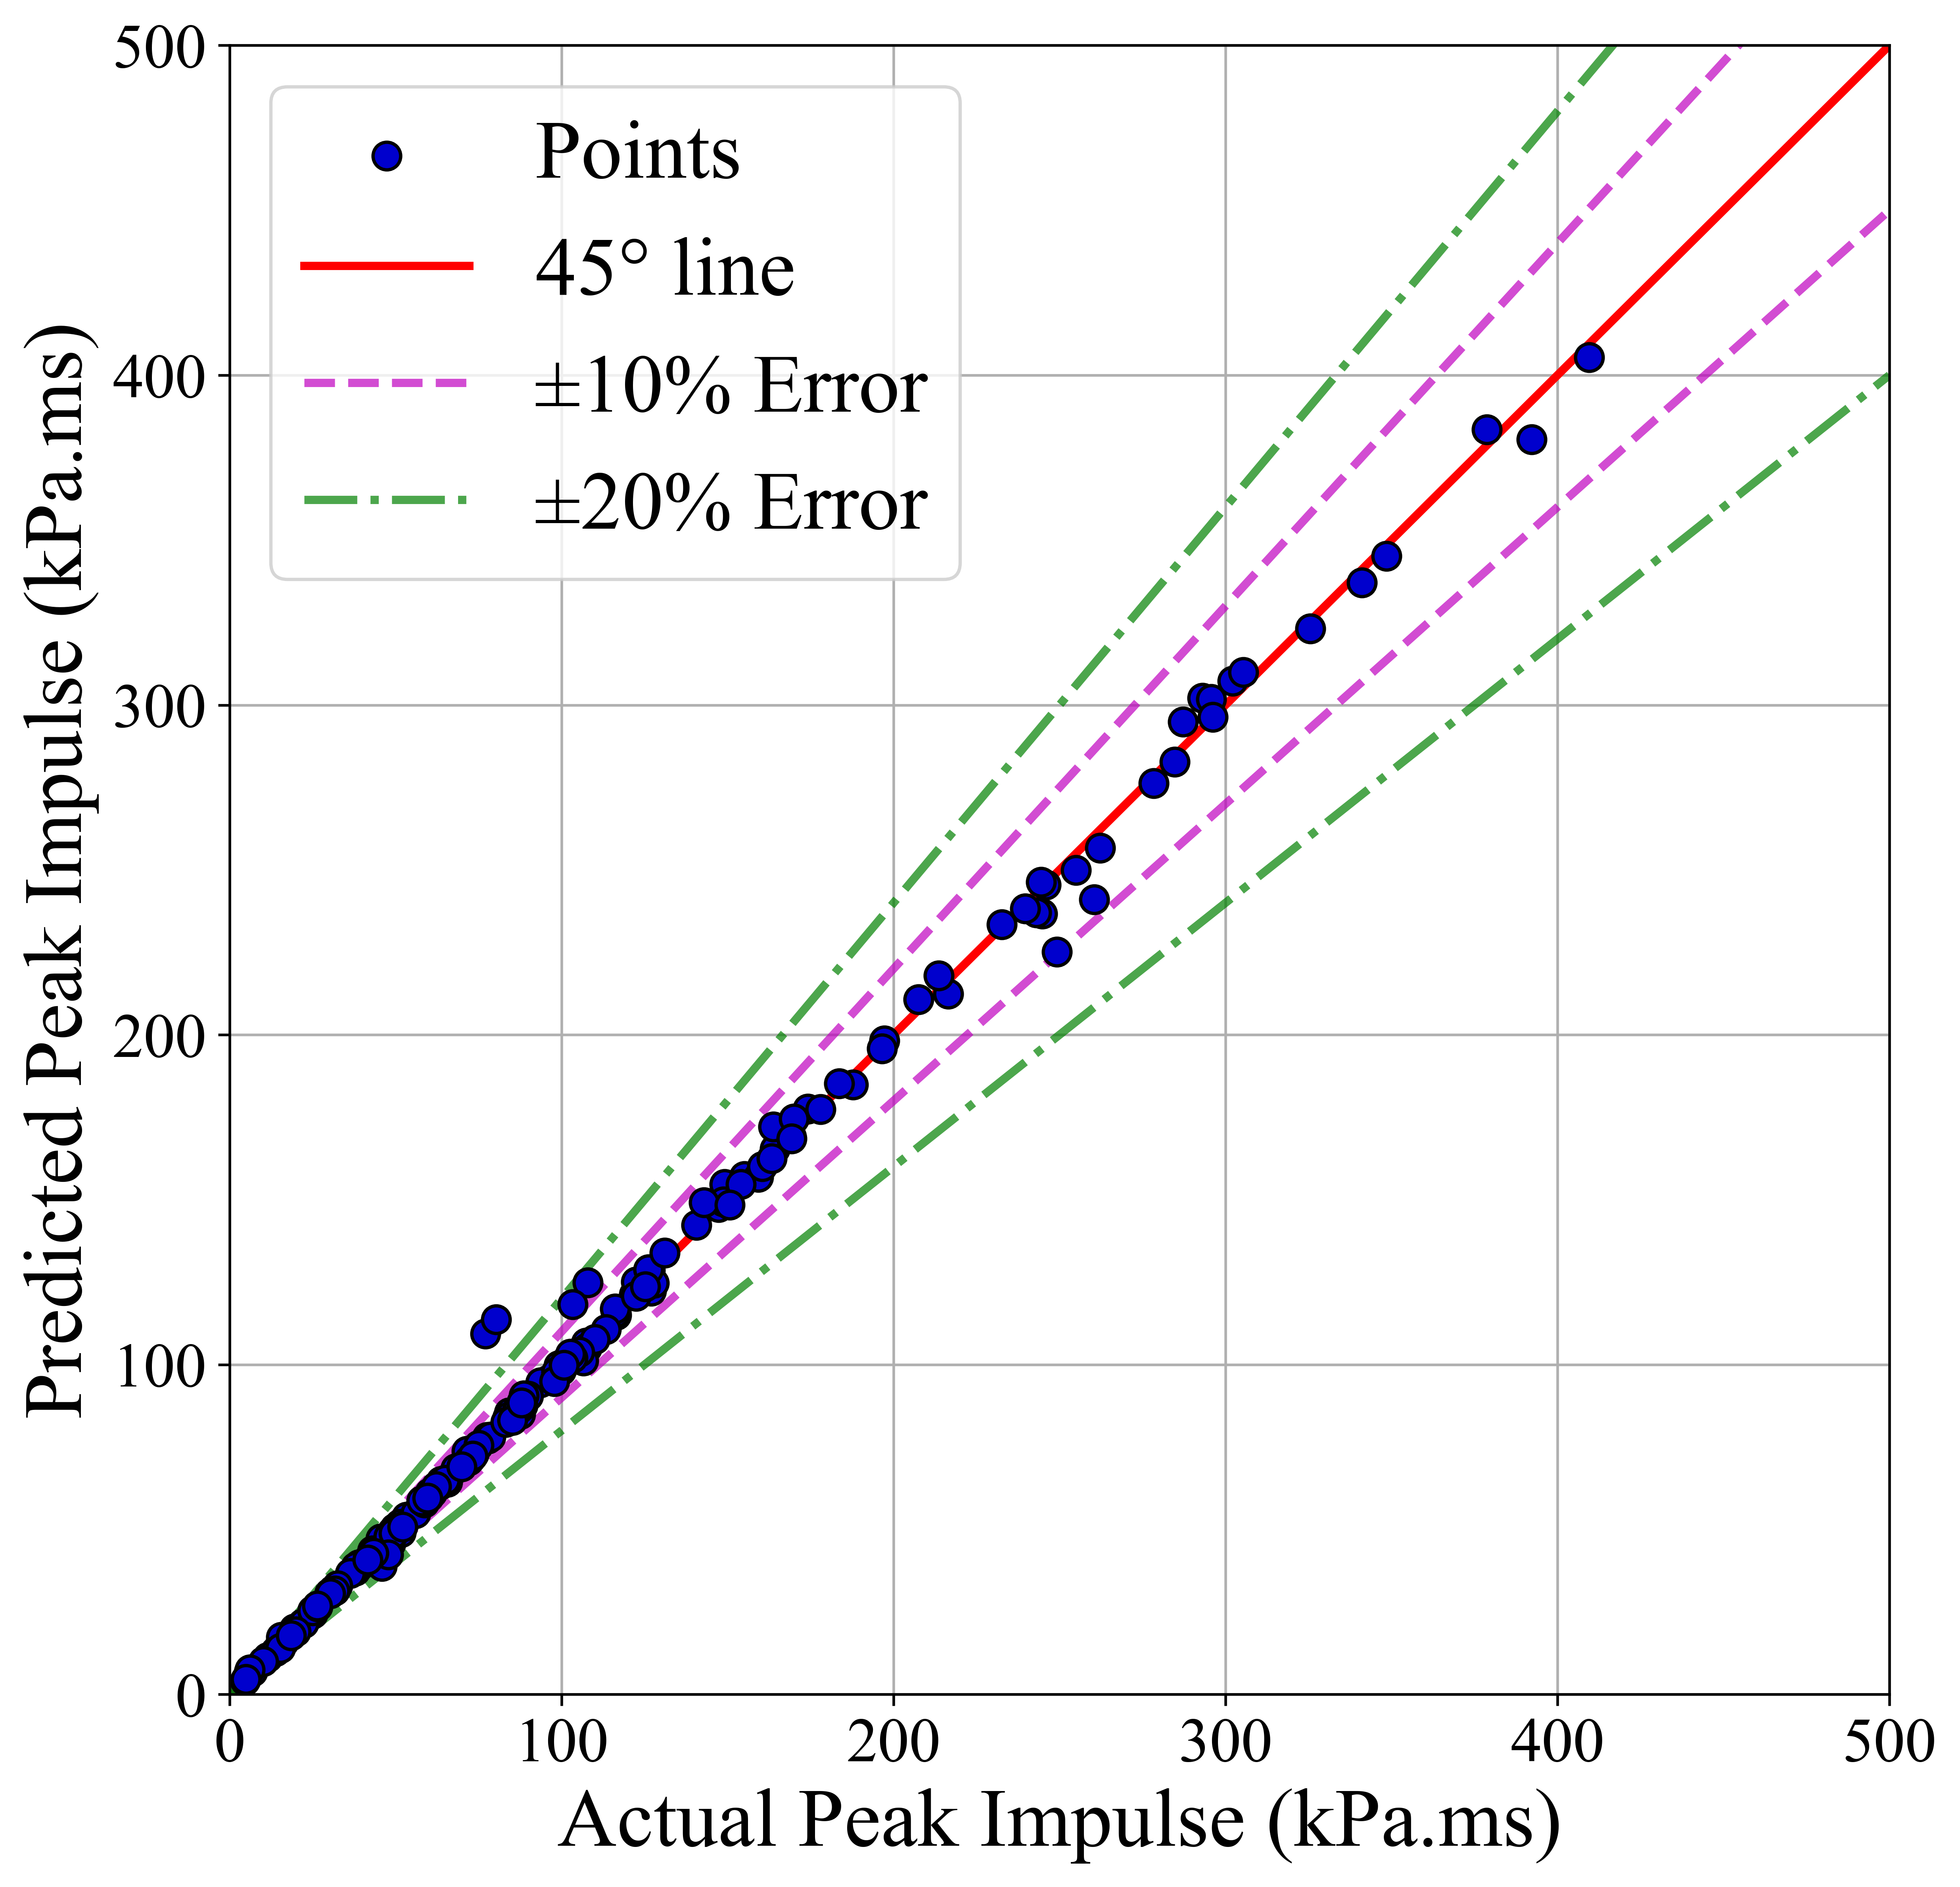 Predicted Peak Impulse (kPa.ms)
500
400
300
200
100
0
Points
45° line
±10% Error
±20% Error
0 100 200 300 400 500
Actual Peak Impulse (kPa.ms)